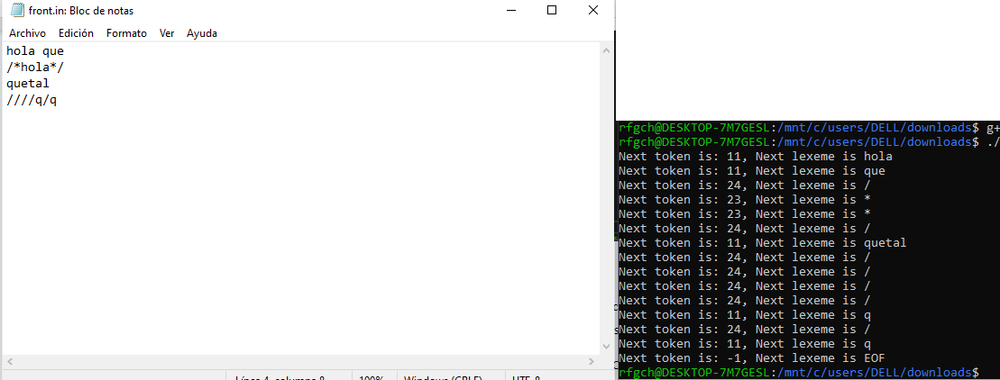 front.in: Bloc de notas
Archivo Edición Formato Ver Ayuda
hola que
/*hola*/
quetal
////q/q
Línea 4, columna 8 100% Windows (CRLF) UTF-8
rfgch@DESKTOP-7M7GESL:/mnt/c/users/DELL/downloads$ g+
rfgch@DESKTOP-7M7GESL:/mnt/c/users/DELL/downloads$ ./
Next token is: 11, Next lexeme is hola
Next token is: 11, Next lexeme is que
Next token is: 24, Next lexeme is /
Next token is: 23, Next lexeme is *
Next token is: 23, Next lexeme is *
Next token is: 24, Next lexeme is /
Next token is: 11, Next lexeme is quetal
Next token is: 24, Next lexeme is /
Next token is: 24, Next lexeme is /
Next token is: 24, Next lexeme is /
Next token is: 24, Next lexeme is /
Next token is: 11, Next lexeme is q
Next token is: 24, Next lexeme is /
Next token is: 11, Next lexeme is q
Next token is: -1, Next lexeme is EOF
rfgch@DESKTOP-7M7GESL:/mnt/c/users/DELL/downloads$